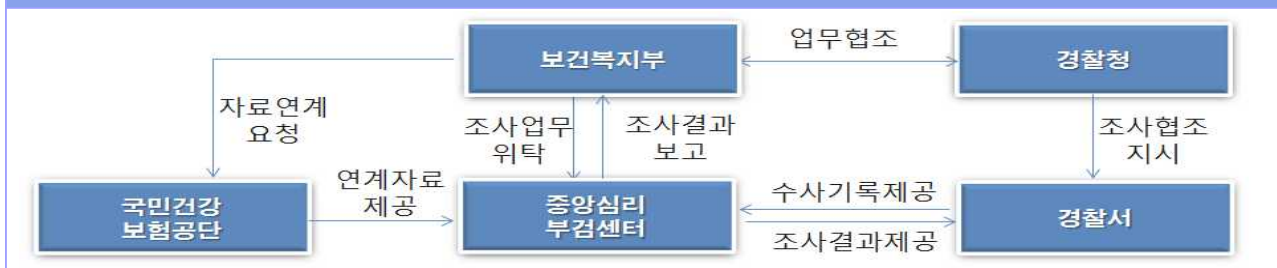 업무협조
보건복지부
경찰청
자료연계
요청
조사업무
위탁
조사결과
보고
조사협조
지시
연계자료
제공
수사기록제공
국민건강
보험공단
중앙심리
부검센터
경찰서
조사결과제공